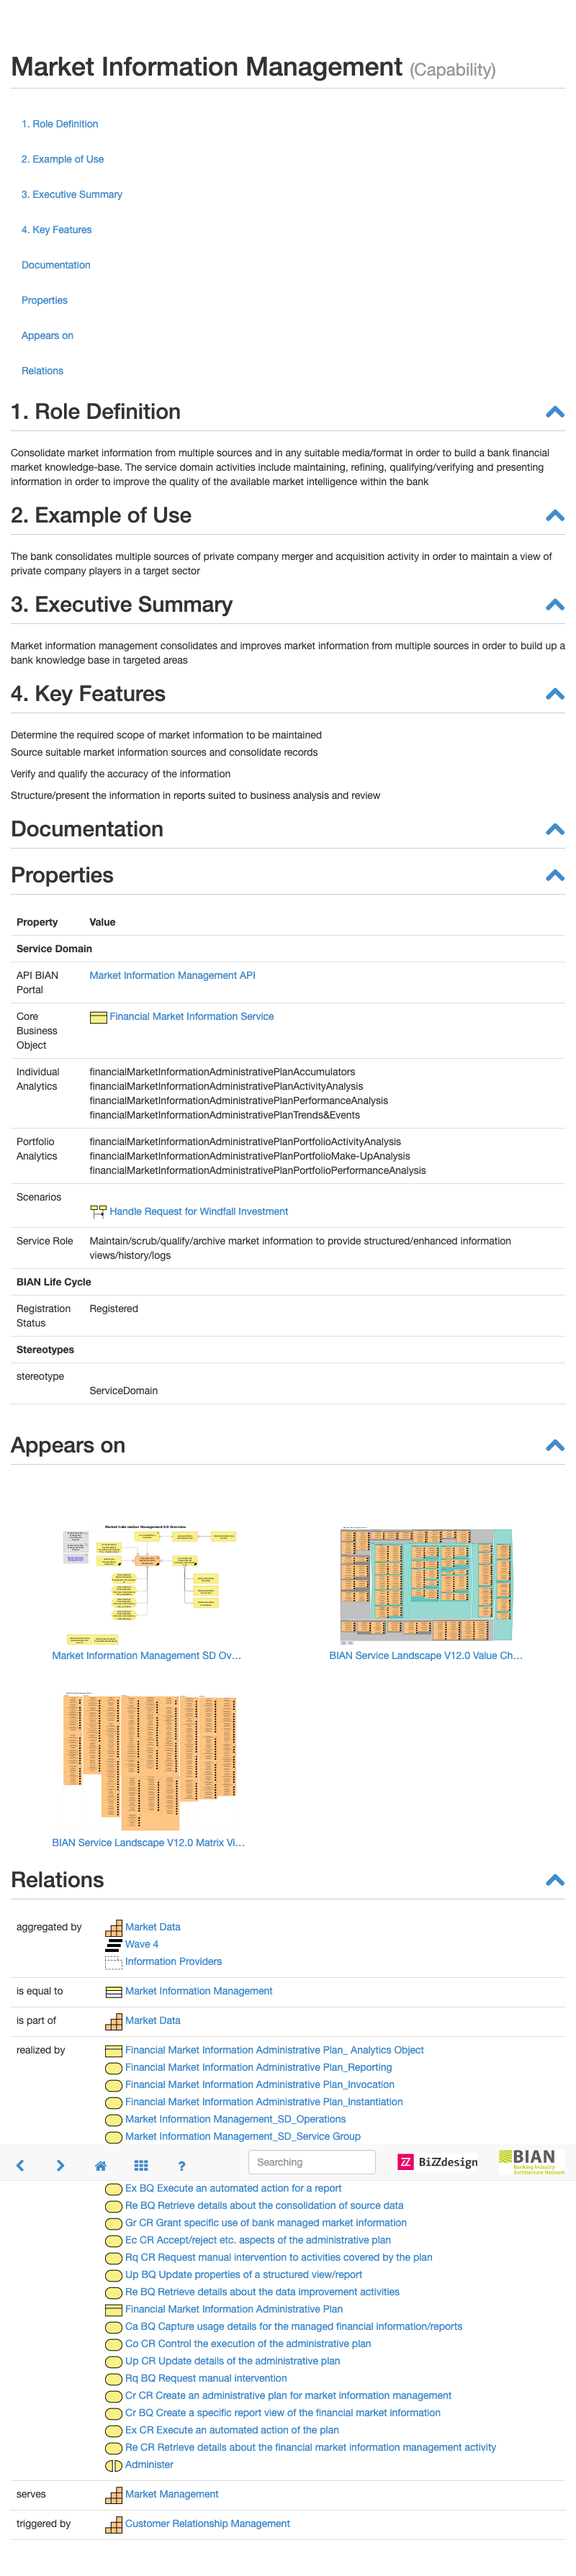 Market Information Management (Capability)
1. Role Definition
2. Example of Use
3. Executive Summary
4. Key Features
Documentation
Properties
Appears on
Relations
1. Role Definition
Consolidate market information from multiple sources and in any suitable media/format in order to build a bank financial
market knowledge-base. The service domain activities include maintaining, refining, qualifying/verifying and presenting
information in order to improve the quality of the available market intelligence within the bank
2. Example of Use
The bank consolidates multiple sources of private company merger and acquisition activity in order to maintain a view of
private company players in a target sector
3. Executive Summary
Market information management consolidates and improves market information from multiple sources in order to build up a
bank knowledge base in targeted areas
4. Key Features
Determine the required scope of market information to be maintained
Source suitable market information sources and consolidate records
Verify and qualify the accuracy of the information
Structure/present the information in reports suited to business analysis and review
Documentation
Properties
Property Value
Service Domain
API BIAN Market Information Management API
Portal
Core Financial Market Information Service
Business
Object
Individual financialMarketInformationAdministrativePlanAccumulators
Analytics financialMarketInformationAdministrativePlanActivityAnalysis
financialMarketInformationAdministrativePlanPerformanceAnalysis
financialMarketInformationAdministrativePlanTrends&Events
Portfolio financialMarketInformationAdministrativePlanPortfolioActivityAnalysis
Analytics financialMarketInformationAdministrativePlanPortfolioMake-UpAnalysis
financialMarketInformationAdministrativePlanPortfolioPerformanceAnalysis
Scenarios
Handle Request for Windfall Investment
Service Role Maintain/scrub/qualify/archive market information to provide structured/enhanced information
views/history/logs
BIAN Life Cycle
Registration Registered
Status
Stereotypes
stereotype
ServiceDomain
Appears on
Market Information Management SD Overview
Market Information Management SD Ov...
BIAN Service Landscape V12.0 Value Ch...
BIAN Service Landscape V12.0 Matrix Vi...
Relations
aggregated by Market Data
Wave 4
Information Providers
is equal to Market Information Management
is part of Market Data
realized by Financial Market Information Administrative Plan_ Analytics Object
Financial Market Information Administrative Plan_Reporting
Financial Market Information Administrative Plan_Invocation
Financial Market Information Administrative Plan_Instantiation
Market Information Management_SD_Operations
Market Information Management_SD_Service Group
? Searching BiZZdesign BIAN
Banking Industry
Architecture Network
Ex BQ Execute an automated action for a report
Re BQ Retrieve details about the consolidation of source data
Gr CR Grant specific use of bank managed market information
Ec CR Accept/reject etc. aspects of the administrative plan
Rq CR Request manual intervention to activities covered by the plan
Up BQ Update properties of a structured view/report
Re BQ Retrieve details about the data improvement activities
Financial Market Information Administrative Plan
Ca BQ Capture usage details for the managed financial information/reports
Co CR Control the execution of the administrative plan
Up CR Update details of the administrative plan
Rq BQ Request manual intervention
Cr CR Create an administrative plan for market information management
Cr BQ Create a specific report view of the financial market information
Ex CR Execute an automated action of the plan
Re CR Retrieve details about the financial market information management activity
Administer
serves Market Management
triggered by Customer Relationship Management